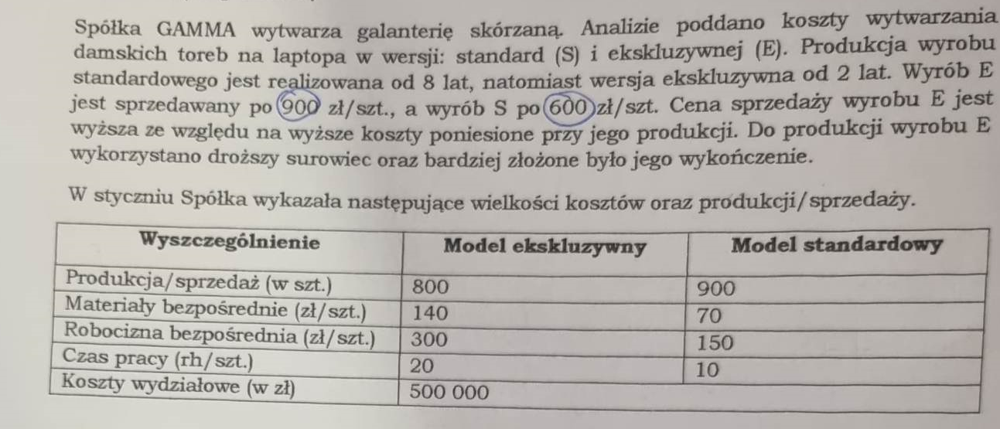 Spółka GAMMA wytwarza galanterię skórzaną. Analizie poddano koszty wytwarzania
damskich toreb na laptopa w wersji: standard (S) i ekskluzywnej (E). Produkcja wyrobu
standardowego jest realizowana od 8 lat, natomiast wersja ekskluzywna od 2 lat. Wyrób E
jest sprzedawany po 900 zł/szt., a wyrób S po 600 zł/szt. Cena sprzedaży wyrobu E jest
wyższa ze względu na wyższe koszty poniesione przy jego produkcji. Do produkcji wyrobu E
wykorzystano droższy surowiec oraz bardziej złożone było jego wykończenie.
W styczniu Spółka wykazała następujące wielkości kosztów oraz produkcji/sprzedaży.
Wyszczególnienie Model ekskluzywny Model standardowy
Produkcja/sprzedaż (w szt.) 800 900
Materiały bezpośrednie (zł/szt.) 140 70
Robocizna bezpośrednia (zł/szt.) 300 150
Czas pracy (rh/szt.) 20 10
Koszty wydziałowe (w zł) 500 000